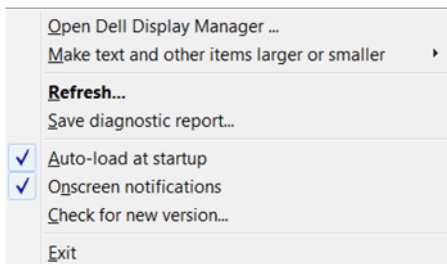 Open Dell Display Manager ...
Make text and other items larger or smaller
Refresh...
Save diagnostic report...
Auto-load at startup
Onscreen notifications
Check for new version...
Exit